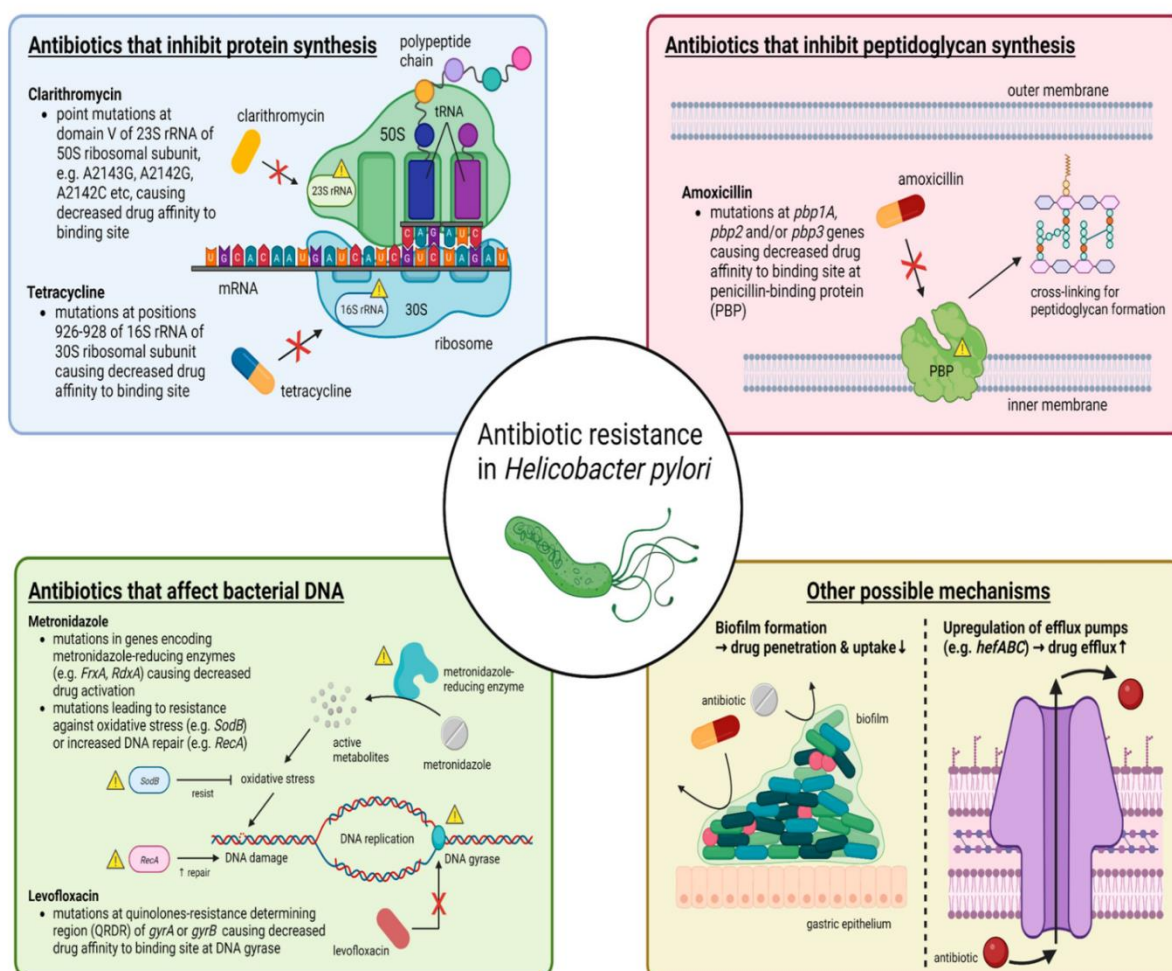 Antibiotics that inhibit protein synthesis
Clarithromycin
• point mutations at
domain V of 23S rRNA of
50S ribosomal subunit,
e.g. A2143G, A2142G,
A2142C etc, causing
decreased drug affinity to
binding site
Tetracycline
• mutations at positions
926-928 of 16S rRNA of
30S ribosomal subunit
causing decreased drug
affinity to binding site
polypeptide
chain
clarithromycin
50S
tRNA
23S rRNA
CAGAUC
UGCACAAUGAUCAUCGUCUAGAU
mRNA
16S rRNA
30S
ribosome
tetracycline
Antibiotics that inhibit peptidoglycan synthesis
outer membrane
Amoxicillin
• mutations at pbp1A,
pbp2 and/or pbp3 genes
causing decreased drug
affinity to binding site at
penicillin-binding protein
(PBP)
amoxicillin
cross-linking for
peptidoglycan formation
PBP
inner membrane
Antibiotic resistance
in Helicobacter pylori
Antibiotics that affect bacterial DNA
Metronidazole
• mutations in genes encoding
metronidazole-reducing enzymes
(e.g. FrxA, RdxA) causing decreased
drug activation
• mutations leading to resistance
against oxidative stress (e.g. SodB)
or increased DNA repair (e.g. RecA)
metronidazole-
reducing enzyme
active
metabolites
metronidazole
SodB
resist
oxidative stress
RecA
↑ repair
DNA damage
DNA replication
DNA gyrase
Levofloxacin
• mutations at quinolones-resistance determining
region (QRDR) of gyrA or gyrB causing decreased
drug affinity to binding site at DNA gyrase
levofloxacin
Other possible mechanisms
Biofilm formation
→ drug penetration & uptake↓
antibiotic
biofilm
gastric epithelium
Upregulation of efflux pumps
(e.g. hefABC) → drug efflux↑
antibiotic